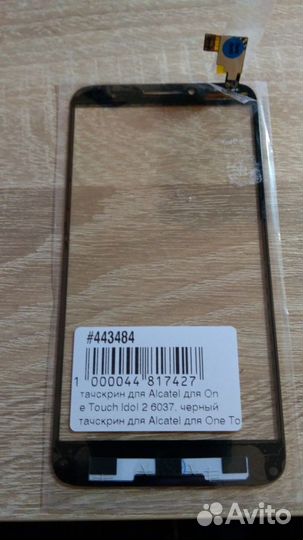 #443484
1 000044 817427
тачскрин для Alcatel для On
e Touch Idol 2 6037, черный
тачскрин для Alcatel для One To
Avito